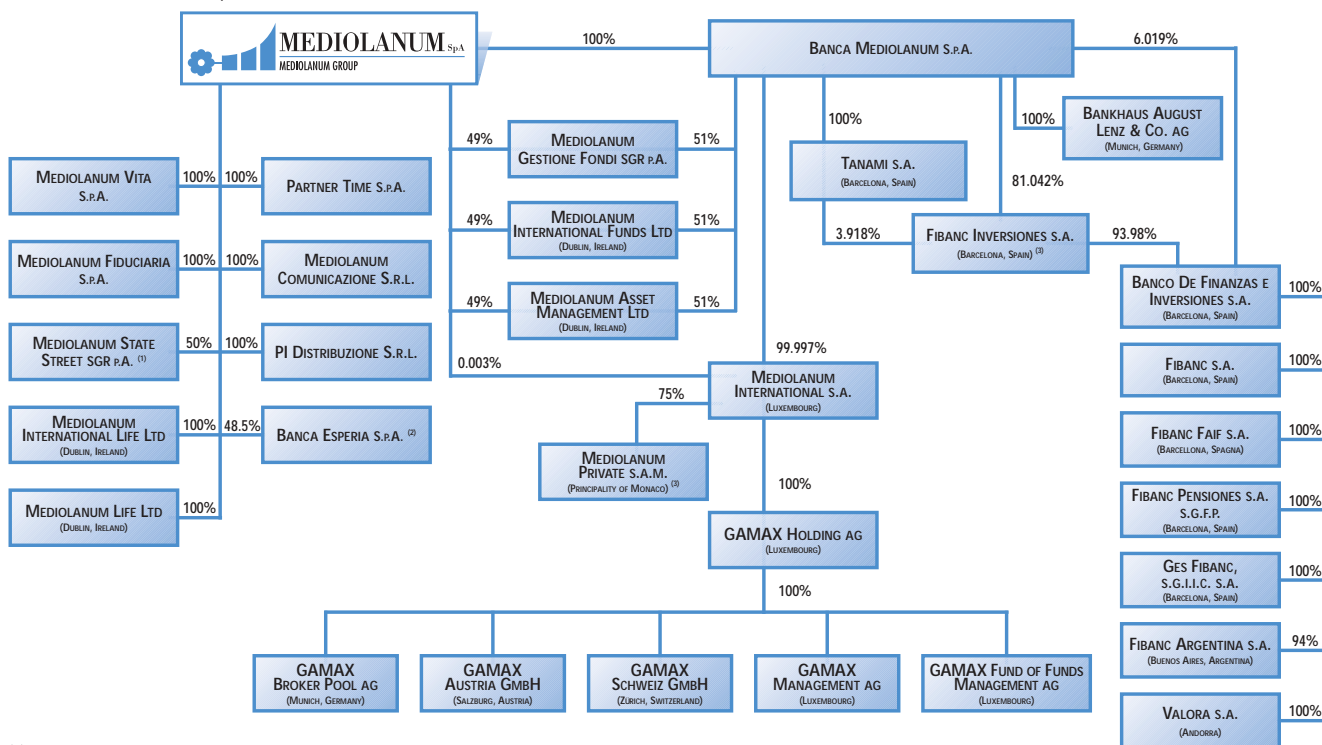 MEDIOLANUM SpA
MEDIOLANUM GROUP
100%
BANCA MEDIOLANUM S.P.A.
6.019%
49%
MEDIOLANUM
GESTIONE FONDI SGR P.A.
51%
100%
100%
BANKHAUS AUGUST
LENZ & CO. AG
(MUNICH, GERMANY)
MEDIOLANUM VITA
S.P.A.
100%
100%
PARTNER TIME S.P.A.
TANAMI S.A.
(BARCELONA, SPAIN)
81.042%
49%
MEDIOLANUM
INTERNATIONAL FUNDS LTD
(DUBLIN, IRELAND)
51%
3.918%
FIBANC INVERSIONES S.A.
(BARCELONA, SPAIN) (3)
93.98%
MEDIOLANUM FIDUCIARIA
S.P.A.
100%
100%
MEDIOLANUM
COMUNICAZIONE S.R.L.
49%
MEDIOLANUM ASSET
MANAGEMENT LTD
(DUBLIN, IRELAND)
51%
BANCO DE FINANZAS E
INVERSIONES S.A.
(BARCELONA, SPAIN)
100%
MEDIOLANUM STATE
STREET SGR P.A. (1)
50%
100%
PI DISTRIBUZIONE S.R.L.
0.003%
99.997%
MEDIOLANUM
INTERNATIONAL S.A.
(LUXEMBOURG)
FIBANC S.A.
(BARCELONA, SPAIN)
100%
75%
MEDIOLANUM
INTERNATIONAL LIFE LTD
(DUBLIN, IRELAND)
100%
48.5%
BANCA ESPERIA S.P.A. (2)
MEDIOLANUM
PRIVATE S.A.M.
(PRINCIPALITY OF MONACO) (3)
FIBANC FAIF S.A.
(BARCELLONA, SPAGNA)
100%
100%
MEDIOLANUM LIFE LTD
(DUBLIN, IRELAND)
100%
FIBANC PENSIONES S.A.
S.G.F.P.
(BARCELONA, SPAIN)
100%
GAMAX HOLDING AG
(LUXEMBOURG)
100%
GES FIBANC,
S.G.I.I.C. S.A.
(BARCELONA, SPAIN)
100%
GAMAX
BROKER POOL AG
(MUNICH, GERMANY)
GAMAX
AUSTRIA GMBH
(SALZBURG, AUSTRIA)
GAMAX
SCHWEIZ GMBH
(ZÜRICH, SWITZERLAND)
GAMAX
MANAGEMENT AG
(LUXEMBOURG)
GAMAX FUND OF FUNDS
MANAGEMENT AG
(LUXEMBOURG)
FIBANC ARGENTINA S.A.
(BUENOS AIRES, ARGENTINA)
94%
VALORA S.A.
(ANDORRA)
100%